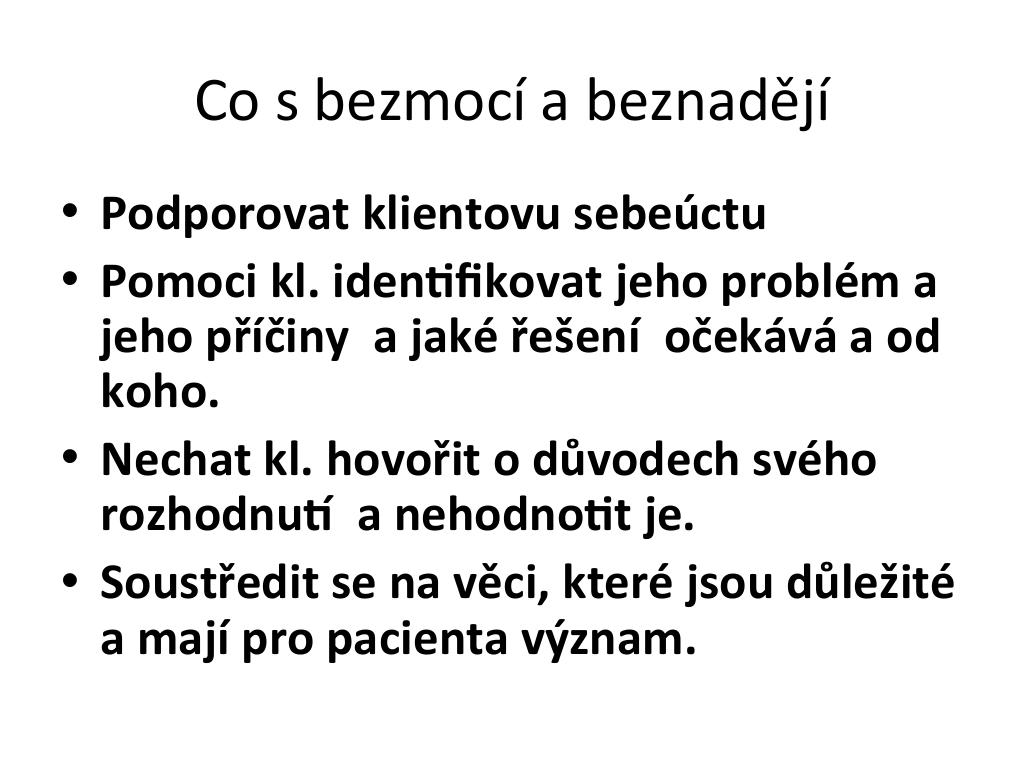 Co s bezmocí a beznadějí
• Podporovat klientovu sebeúctu
• Pomoci kl. identifikovat jeho problém a
jeho příčiny  a jaké řešení  očekává a od
koho.
• Nechat kl. hovořit o důvodech svého
rozhodnutí  a nehodnotit je.
• Soustředit se na věci, které jsou důležité
a mají pro pacienta význam.